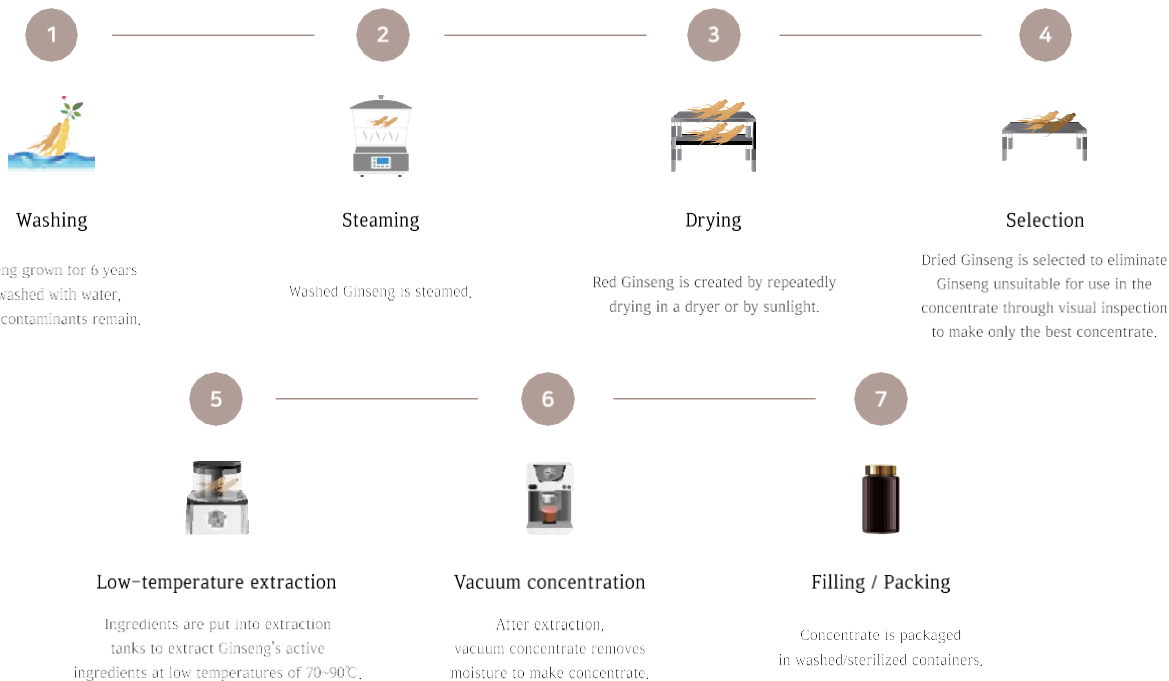 1
2
3
4
Washing
Steaming
Drying
Selection
grown for 6 years
washed with water,
contaminants remain.
Washed Ginseng is steamed.
Red Ginseng is created by repeatedly
drying in a dryer or by sunlight.
Dried Ginseng is selected to eliminate
Ginseng unsuitable for use in the
concentrate through visual inspection
to make only the best concentrate.
5
6
7
Low-temperature extraction
Vacuum concentration
Filling / Packing
Ingredients are put into extraction
tanks to extract Ginseng's active
ingredients at low temperatures of 70~90℃.
After extraction,
vacuum concentrate removes
moisture to make concentrate.
Concentrate is packaged
in washed/sterilized containers.